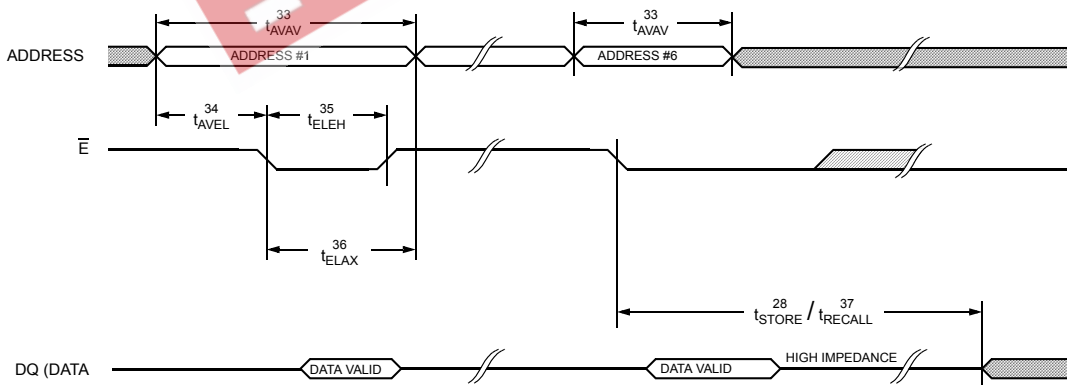 33 33
tAVAV tAVAV
ADDRESS ADDRESS #1 ADDRESS #6
34 35
tAVEL tELEH
E
36
tELAX
28 37
tSTORE / tRECALL
DQ (DATA DATA VALID DATA VALID HIGH IMPEDANCE